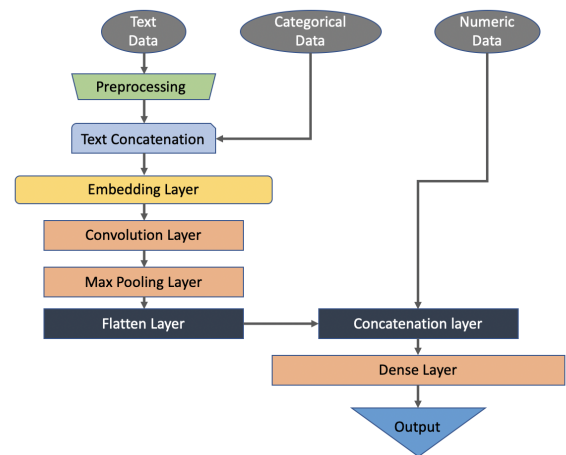 Text
Data
Categorical
Data
Numeric
Data
Preprocessing
Text Concatenation
Embedding Layer
Convolution Layer
Max Pooling Layer
Flatten Layer
Concatenation layer
Dense Layer
Output